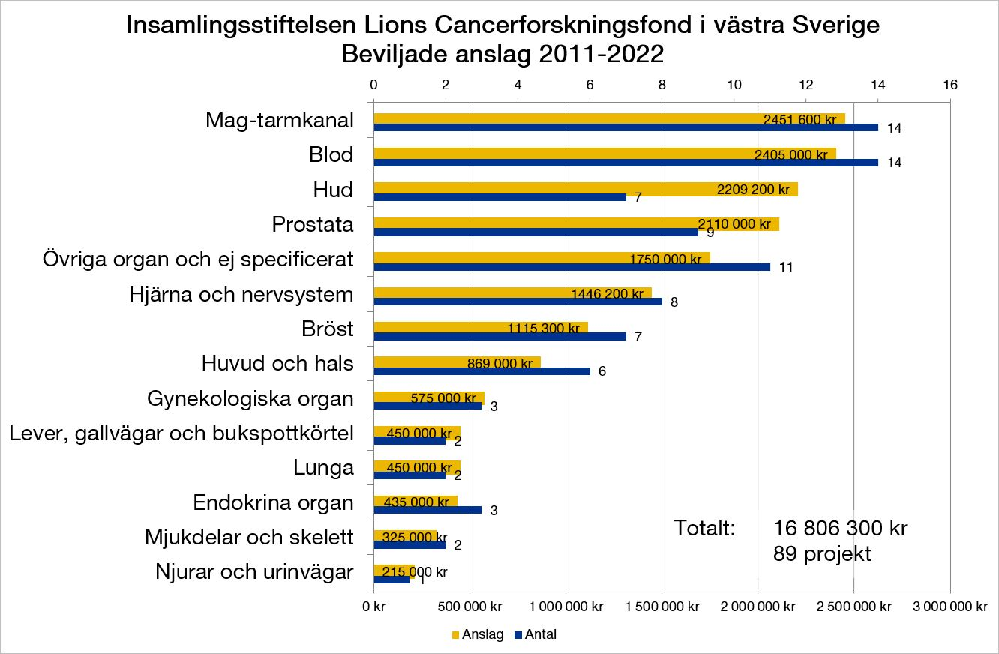 Insamlingsstiftelsen Lions Cancerforskningsfond i västra Sverige
Beviljade anslag 2011-2022
0 2 4 6 8 10 12 14 16
Mag-tarmkanal 2451 600 kr 14
Blod 2405 000 kr 14
Hud 2209 200 kr 7
Prostata 2110 000 kr 9
Övriga organ och ej specificerat 1750 000 kr 11
Hjärna och nervsystem 1446 200 kr 8
Bröst 1115 300 kr 7
Huvud och hals 869 000 kr 6
Gynekologiska organ 575 000 kr 3
Lever, gallvägar och bukspottkörtel 450 000 kr 2
Lunga 450 000 kr 2
Endokrina organ 435 000 kr 3
Mjukdelar och skelett 325 000 kr 2
Njurar och urinvägar 215 000 kr 1
Totalt: 16 806 300 kr
89 projekt
0 kr 500 000 kr 1 000 000 kr 1 500 000 kr 2 000 000 kr 2 500 000 kr 3 000 000 kr
Anslag Antal